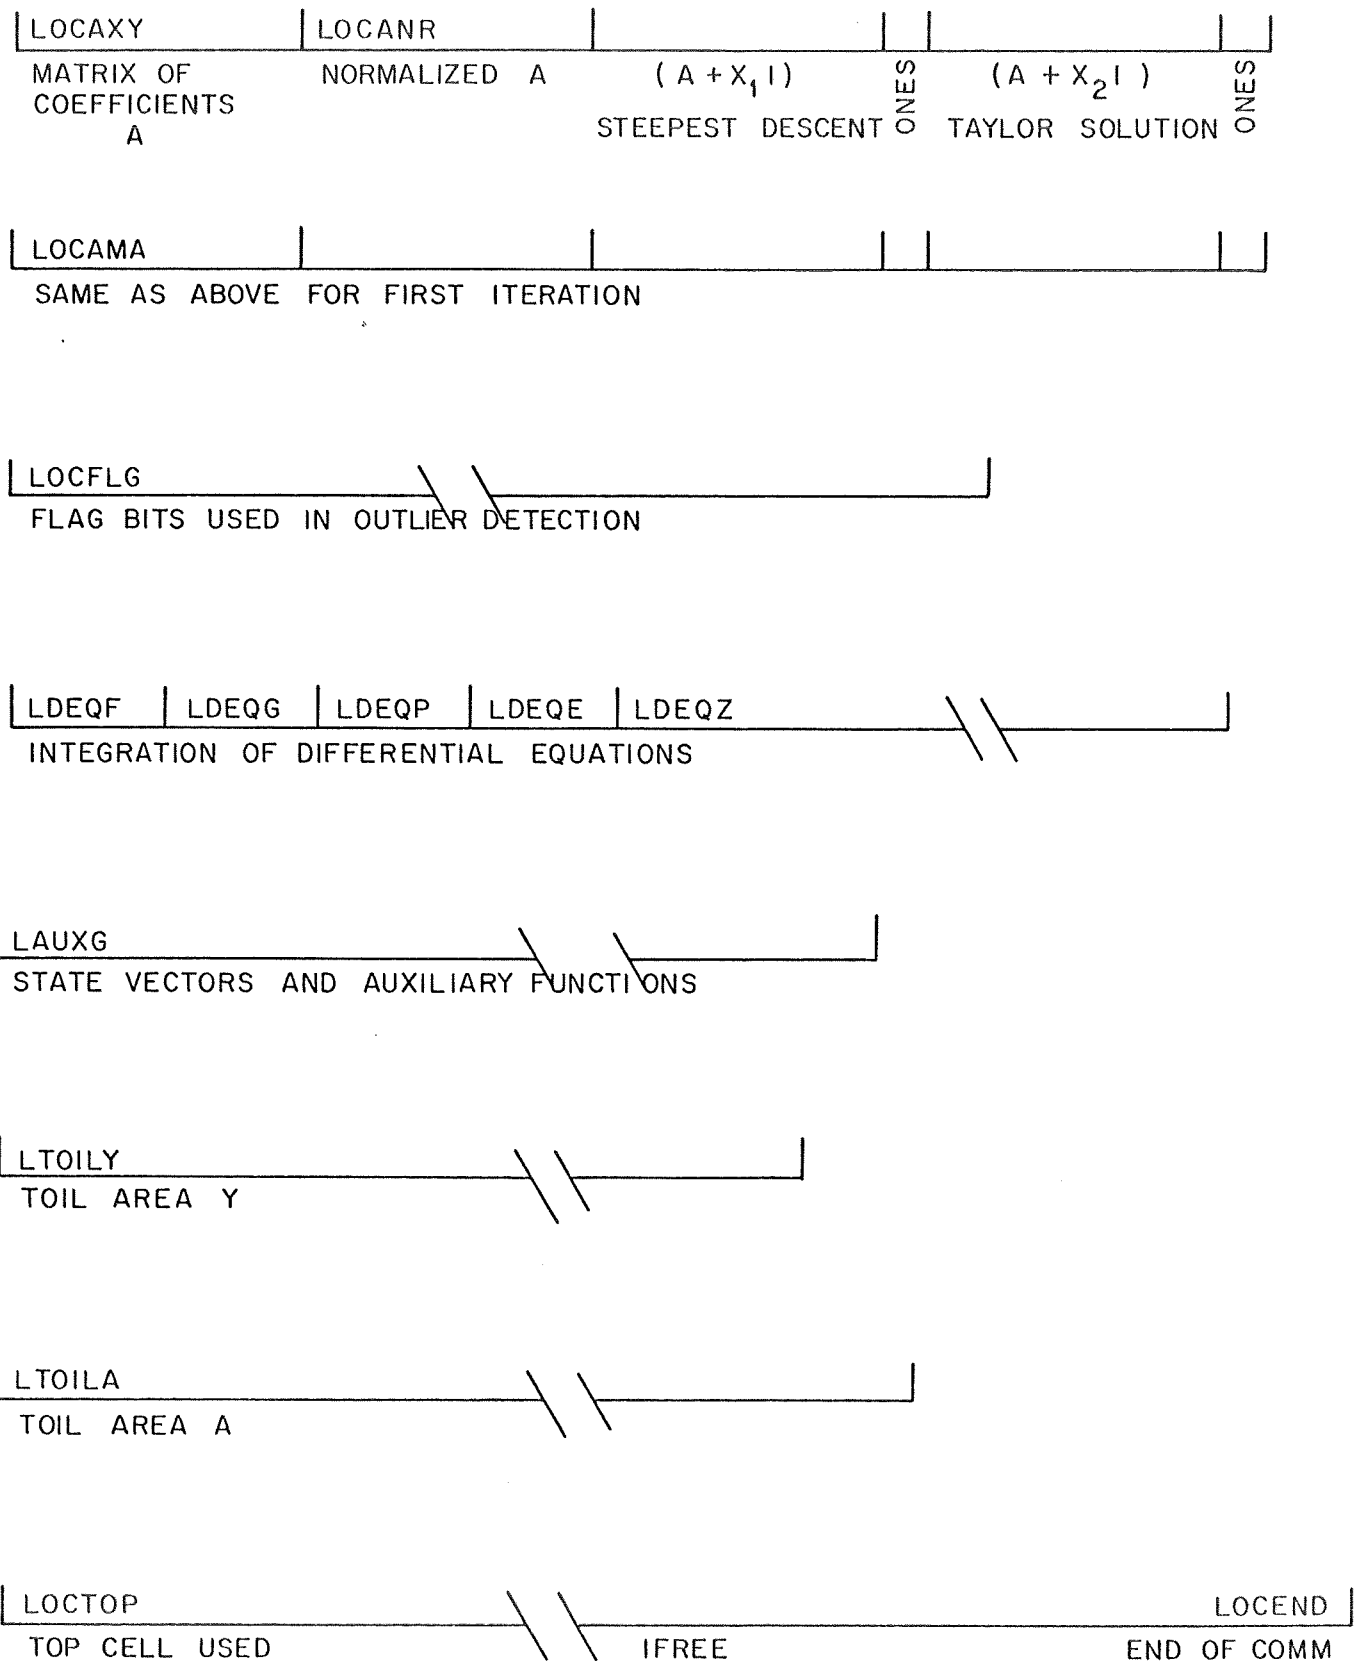 LOCAXY LOCANR
MATRIX OF COEFFICIENTS A NORMALIZED A (A + X₁ I) STEEPEST DESCENT ONES (A + X₂ I) TAYLOR SOLUTION ONES
LOCAMA
SAME AS ABOVE FOR FIRST ITERATION
LOCFLG
FLAG BITS USED IN OUTLIER DETECTION
LDEQF LDEQG LDEQP LDEQE LDEQZ
INTEGRATION OF DIFFERENTIAL EQUATIONS
LAUXG
STATE VECTORS AND AUXILIARY FUNCTIONS
LTOILY
TOIL AREA Y
LTOILA
TOIL AREA A
LOCTOP LOCEND
TOP CELL USED IFREE END OF COMM